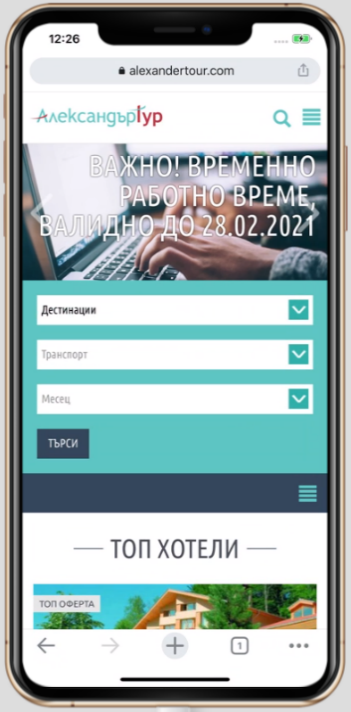 12:26
alexandertour.com
АлександърТур
ВАЖНО! ВРЕМЕННО
РАБОТНО ВРЕМЕ,
ВАЛИДНО ДО 28.02.2021
Дестинации
Транспорт
Месец
ТЪРСИ
ТОП ХОТЕЛИ
ТОП ОФЕРТА
1